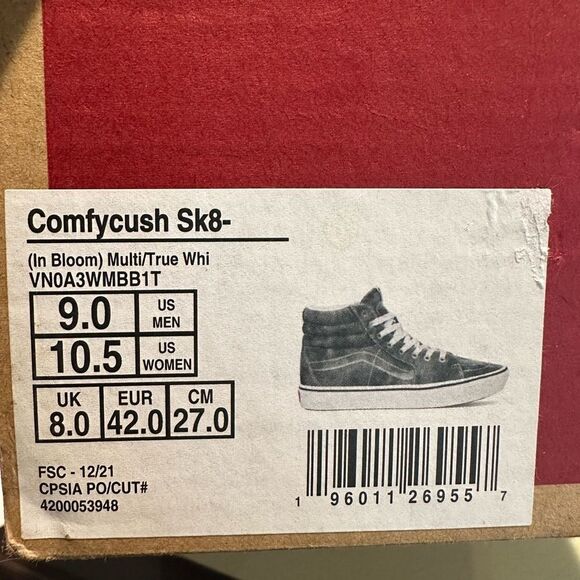 Comfycush Sk8-
(In Bloom) Multi/True Whi
VN0A3WMBB1T
9.0 US MEN
10.5 US WOMEN
UK EUR CM
8.0 42.0 27.0
FSC - 12/21
CPSIA PO/CUT#
4200053948
1 96011 26955 7